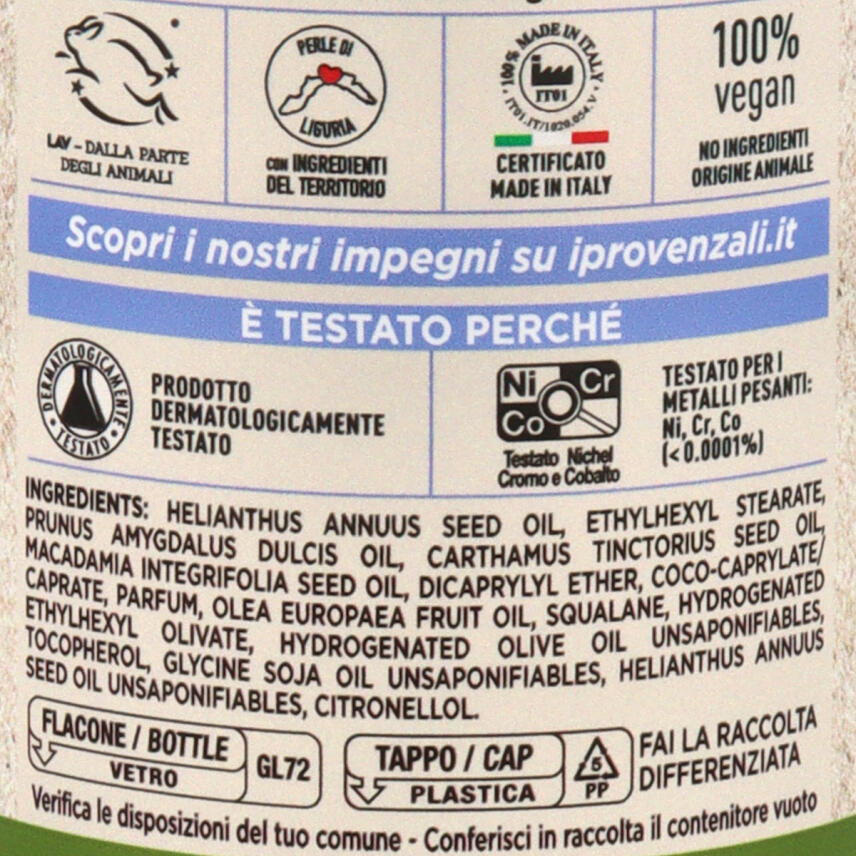 LAV - DALLA PARTE
DEGLI ANIMALI
PERLE DI
LIGURIA
CON INGREDIENTI
DEL TERRITORIO
100% MADE IN ITALY
IT01
IT01.IT/1020.054.V
CERTIFICATO
MADE IN ITALY
100%
vegan
NO INGREDIENTI
ORIGINE ANIMALE
Scopri i nostri impegni su iprovenzali.it
È TESTATO PERCHÉ
DERMATOLOGICAMENTE
TESTATO
PRODOTTO
DERMATOLOGICAMENTE
TESTATO
Ni Cr
Co
Testato Nichel
Cromo e Cobalto
TESTATO PER I
METALLI PESANTI:
Ni, Cr, Co
(<0.0001%)
INGREDIENTS: HELIANTHUS ANNUUS SEED OIL, ETHYLHEXYL STEARATE,
PRUNUS AMYGDALUS DULCIS OIL, CARTHAMUS TINCTORIUS SEED OIL,
MACADAMIA INTEGRIFOLIA SEED OIL, DICAPRYLYL ETHER, COCO-CAPRYLATE/
CAPRATE, PARFUM, OLEA EUROPAEA FRUIT OIL, SQUALANE, HYDROGENATED
ETHYLHEXYL OLIVATE, HYDROGENATED OLIVE OIL UNSAPONIFIABLES,
TOCOPHEROL, GLYCINE SOJA OIL UNSAPONIFIABLES, HELIANTHUS ANNUUS
SEED OIL UNSAPONIFIABLES, CITRONELLOL.
FLACONE / BOTTLE
VETRO
GL72
TAPPO / CAP
PLASTICA
5
PP
FAI LA RACCOLTA
DIFFERENZIATA
Verifica le disposizioni del tuo comune - Conferisci in raccolta il contenitore vuoto